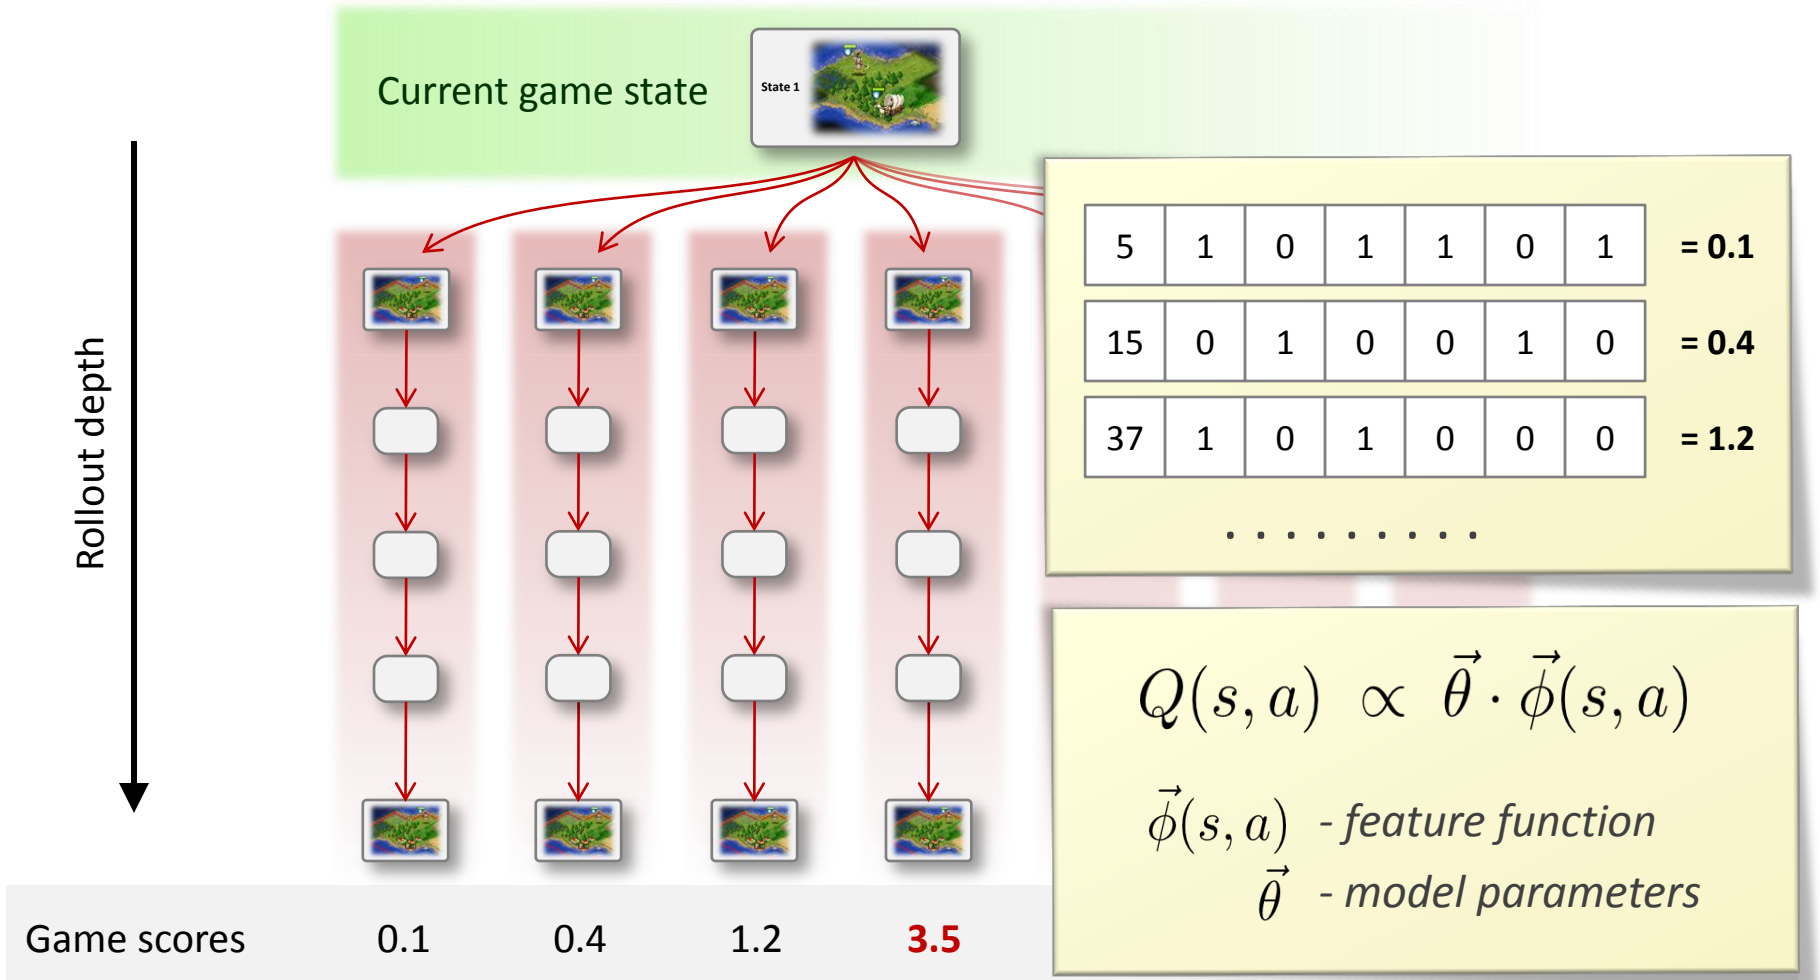 Current game state
State 1
Rollout depth
5 1 0 1 1 0 1 = 0.1
15 0 1 0 0 1 0 = 0.4
37 1 0 1 0 0 0 = 1.2
. . . . . . . . .
Q(s, a) ∝ θ⃗ · ϕ⃗(s, a)
ϕ⃗(s, a) - feature function
θ⃗ - model parameters
Game scores 0.1 0.4 1.2 3.5